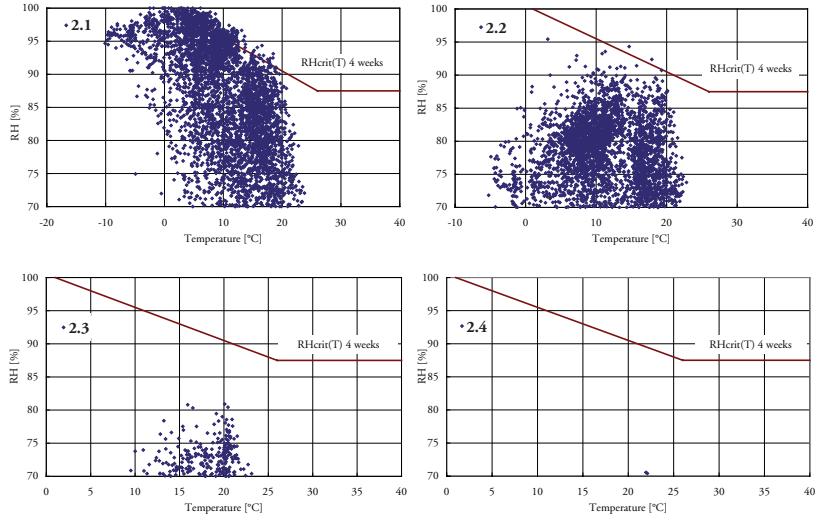 100
95
90
85
80
75
70
RH [%]
2.1
RHcrit(T) 4 weeks
-20 -10 0 10 20 30 40
Temperature [°C]
100
95
90
85
80
75
70
RH [%]
2.2
RHcrit(T) 4 weeks
-10 0 10 20 30 40
Temperature [°C]
100
95
90
85
80
75
70
RH [%]
2.3
RHcrit(T) 4 weeks
0 5 10 15 20 25 30 35 40
Temperature [°C]
100
95
90
85
80
75
70
RH [%]
2.4
RHcrit(T) 4 weeks
0 5 10 15 20 25 30 35 40
Temperature [°C]